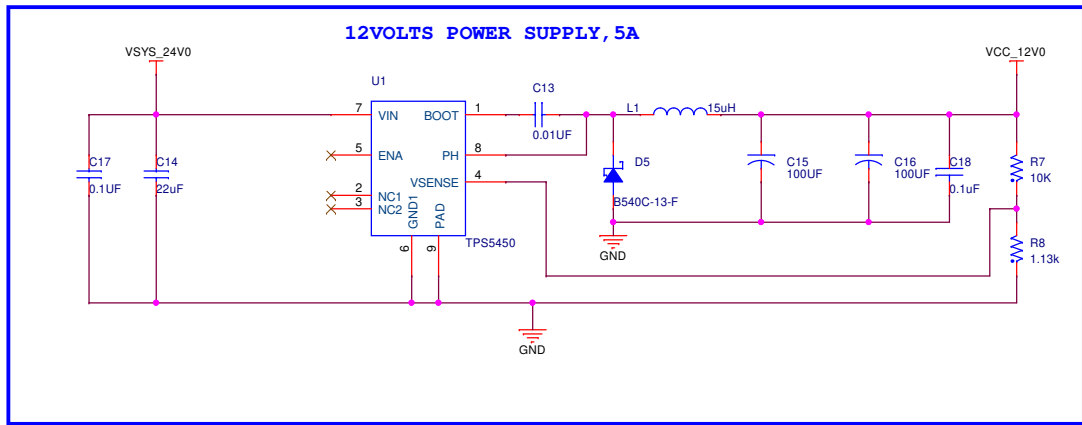 12VOLTS POWER SUPPLY,5A
VSYS_24V0
VCC_12V0
U1
C13
7
VIN
BOOT
1
L1
15uH
0.01UF
5
ENA
PH
8
C17
0.1UF
C14
22uF
D5
C15
100UF
C16
100UF
C18
0.1uF
R7
10K
VSENSE
4
2
NC1
3
NC2
GND1
PAD
B540C-13-F
6
9
TPS5450
GND
R8
1.13k
GND